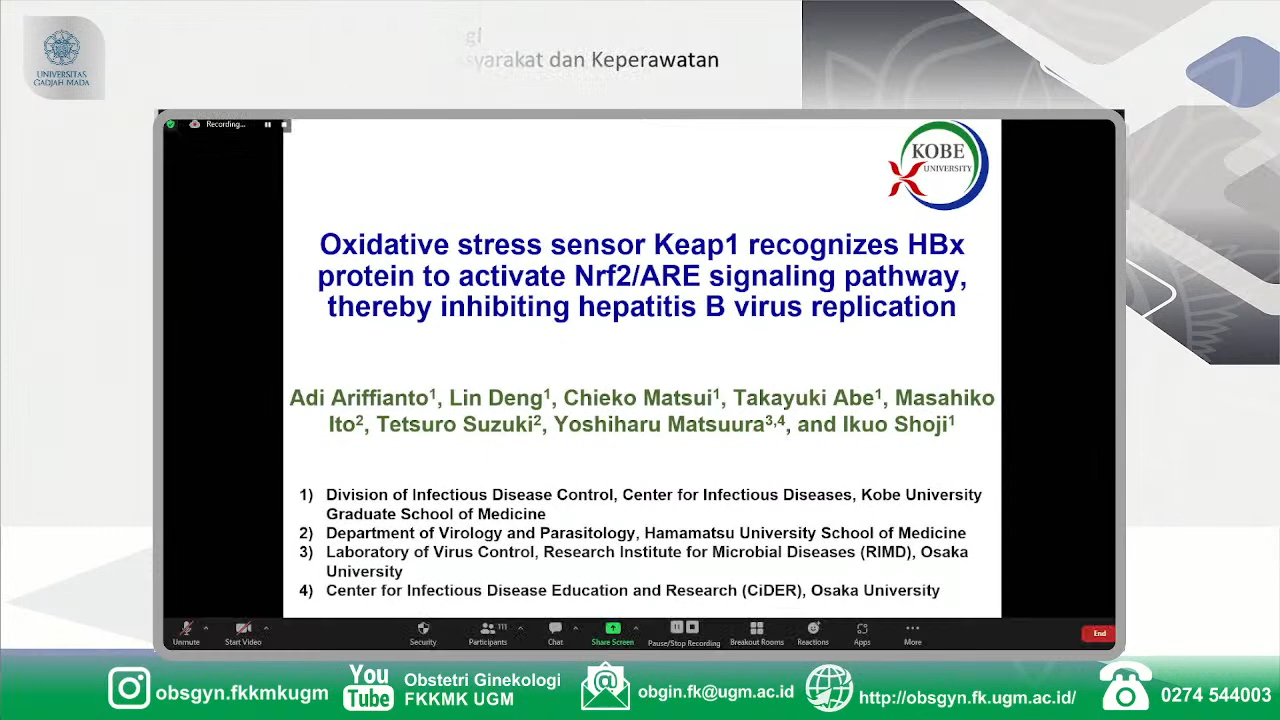 UNIVERSITAS
GADJAH MADA
dan Keperawatan
Recording...
KOBE
UNIVERSITY
Oxidative stress sensor Keap1 recognizes HBx
protein to activate Nrf2/ARE signaling pathway,
thereby inhibiting hepatitis B virus replication
Adi Ariffianto¹, Lin Deng¹, Chieko Matsui¹, Takayuki Abe¹, Masahiko
Ito², Tetsuro Suzuki², Yoshiharu Matsuura³,⁴, and Ikuo Shoji¹
1) Division of Infectious Disease Control, Center for Infectious Diseases, Kobe University
Graduate School of Medicine
2) Department of Virology and Parasitology, Hamamatsu University School of Medicine
3) Laboratory of Virus Control, Research Institute for Microbial Diseases (RIMD), Osaka
University
4) Center for Infectious Disease Education and Research (CiDER), Osaka University
111
Unmute Start Video Security Participants Chat Share Screen Pause/Stop Recording Breakout Rooms Reactions Apps More End
obsgyn.fkkmkugm
You
Tube
Obstetri Ginekologi
FKKMK UGM
obgin.fk@ugm.ac.id
http://obsgyn.fk.ugm.ac.id/
0274 544003